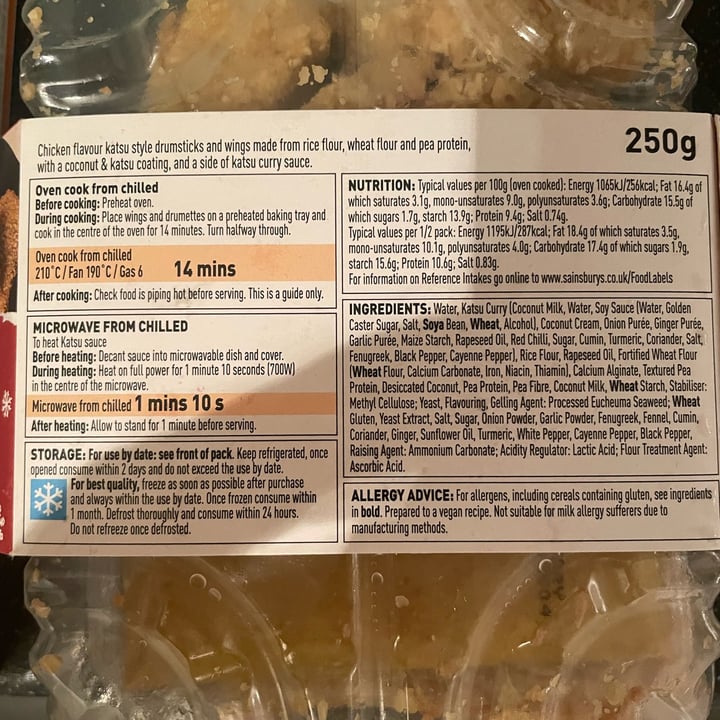 Chicken flavour katsu style drumsticks and wings made from rice flour, wheat flour and pea protein,
with a coconut & katsu coating, and a side of katsu curry sauce.
250g
Oven cook from chilled
Before cooking: Preheat oven.
During cooking: Place wings and drumettes on a preheated baking tray and
cook in the centre of the oven for 14 minutes. Turn halfway through.
Oven cook from chilled
210°C / Fan 190°C / Gas 6 14 mins
After cooking: Check food is piping hot before serving. This is a guide only.
MICROWAVE FROM CHILLED
To heat Katsu sauce
Before heating: Decant sauce into microwavable dish and cover.
During heating: Heat on full power for 1 minute 10 seconds (700W)
in the centre of the microwave.
Microwave from chilled 1 mins 10 s
After heating: Allow to stand for 1 minute before serving.
STORAGE: For use by date: see front of pack. Keep refrigerated, once
opened consume within 2 days and do not exceed the use by date.
For best quality, freeze as soon as possible after purchase
and always within the use by date. Once frozen consume within
1 month. Defrost thoroughly and consume within 24 hours.
Do not refreeze once defrosted.
NUTRITION: Typical values per 100g (oven cooked): Energy 1065kJ/256kcal; Fat 16.4g of
which saturates 3.1g, mono-unsaturates 9.0g, polyunsaturates 3.6g; Carbohydrate 15.5g of
which sugars 1.7g, starch 13.9g; Protein 9.4g; Salt 0.74g.
Typical values per 1/2 pack: Energy 1195kJ/287kcal; Fat 18.4g of which saturates 3.5g,
mono-unsaturates 10.1g, polyunsaturates 4.0g; Carbohydrate 17.4g of which sugars 1.9g,
starch 15.6g; Protein 10.6g; Salt 0.83g.
For information on Reference Intakes go online to www.sainsburys.co.uk/FoodLabels
INGREDIENTS: Water, Katsu Curry (Coconut Milk, Water, Soy Sauce (Water, Golden
Caster Sugar, Salt, Soya Bean, Wheat, Alcohol), Coconut Cream, Onion Purée, Ginger Purée,
Garlic Purée, Maize Starch, Rapeseed Oil, Red Chilli, Sugar, Cumin, Turmeric, Coriander, Salt,
Fenugreek, Black Pepper, Cayenne Pepper), Rice Flour, Rapeseed Oil, Fortified Wheat Flour
(Wheat Flour, Calcium Carbonate, Iron, Niacin, Thiamin), Calcium Alginate, Textured Pea
Protein, Desiccated Coconut, Pea Protein, Pea Fibre, Coconut Milk, Wheat Starch, Stabiliser:
Methyl Cellulose; Yeast, Flavouring, Gelling Agent: Processed Eucheuma Seaweed; Wheat
Gluten, Yeast Extract, Salt, Sugar, Onion Powder, Garlic Powder, Fenugreek, Fennel, Cumin,
Coriander, Ginger, Sunflower Oil, Turmeric, White Pepper, Cayenne Pepper, Black Pepper,
Raising Agent: Ammonium Carbonate; Acidity Regulator: Lactic Acid; Flour Treatment Agent:
Ascorbic Acid.
ALLERGY ADVICE: For allergens, including cereals containing gluten, see ingredients
in bold. Prepared to a vegan recipe. Not suitable for milk allergy sufferers due to
manufacturing methods.